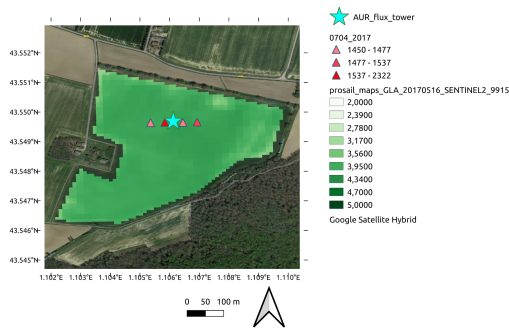 AUR_flux_tower
0704_2017
1450 - 1477
1477 - 1537
1537 - 2322
prosail_maps_GLA_20170516_SENTINEL2_9915
2,0000
2,3900
2,7800
3,1700
3,5600
3,9500
4,3400
4,7000
5,0000
Google Satellite Hybrid
43.552°N
43.551°N
43.550°N
43.549°N
43.548°N
43.547°N
43.546°N
43.545°N
1.102°E 1.103°E 1.104°E 1.105°E 1.106°E 1.107°E 1.108°E 1.109°E 1.110°E
0 50 100 m